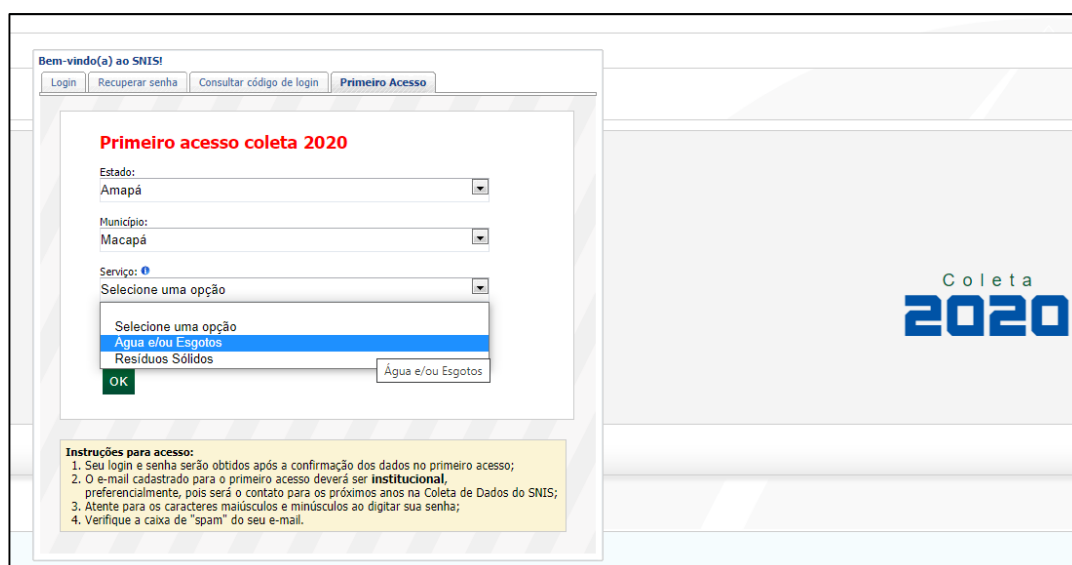 Bem-vindo(a) ao SNIS!
Login Recuperar senha Consultar código de login Primeiro Acesso
Primeiro acesso coleta 2020
Estado:
Amapá
Município:
Macapá
Serviço:
Selecione uma opção
Selecione uma opção
Água e/ou Esgotos
Resíduos Sólidos
Água e/ou Esgotos
OK
Instruções para acesso:
1. Seu login e senha serão obtidos após a confirmação dos dados no primeiro acesso;
2. O e-mail cadastrado para o primeiro acesso deverá ser institucional,
preferencialmente, pois será o contato para os próximos anos na Coleta de Dados do SNIS;
3. Atente para os caracteres maiúsculos e minúsculos ao digitar sua senha;
4. Verifique a caixa de "spam" do seu e-mail.
Coleta
2020